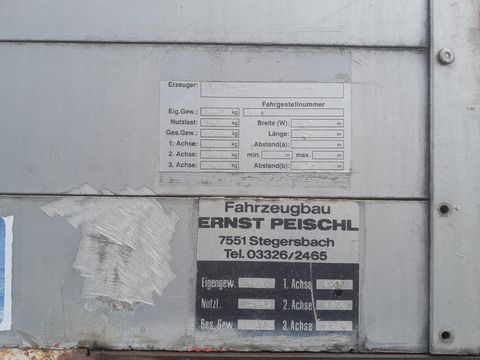 Erzeuger:
Fahrgestellnummer
Eig.Gew.: kg
Nutzlast kg Breite (W): m
Ges.Gew.: kg Länge: m
1. Achse: kg Abstand(a): m
2. Achse: kg min. m max. m
3. Achse: kg Abstand(b): m
Fahrzeugbau
ERNST PEISCHL
7551 Stegersbach
Tel. 03326/2465
Eigengew. 1. Achse
Nutzl. 2. Achse
Ges. Gew. 3. Achse